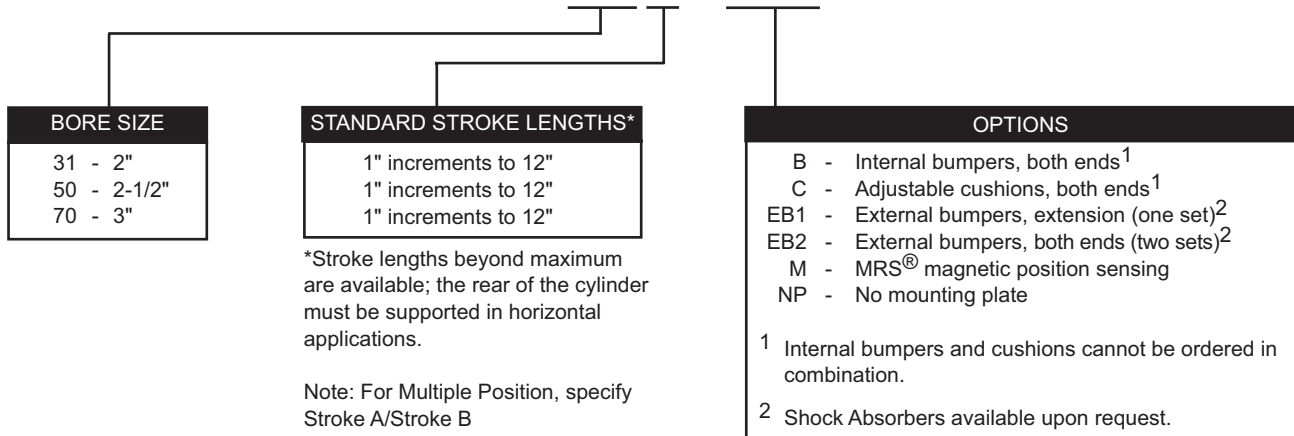 BORE SIZE
31 - 2"
50 - 2-1/2"
70 - 3"
STANDARD STROKE LENGTHS*
1" increments to 12"
1" increments to 12"
1" increments to 12"
*Stroke lengths beyond maximum
are available; the rear of the cylinder
must be supported in horizontal
applications.
Note: For Multiple Position, specify
Stroke A/Stroke B
OPTIONS
B - Internal bumpers, both ends1
C - Adjustable cushions, both ends1
EB1 - External bumpers, extension (one set)2
EB2 - External bumpers, both ends (two sets)2
M - MRS® magnetic position sensing
NP - No mounting plate
1 Internal bumpers and cushions cannot be ordered in
combination.
2 Shock Absorbers available upon request.